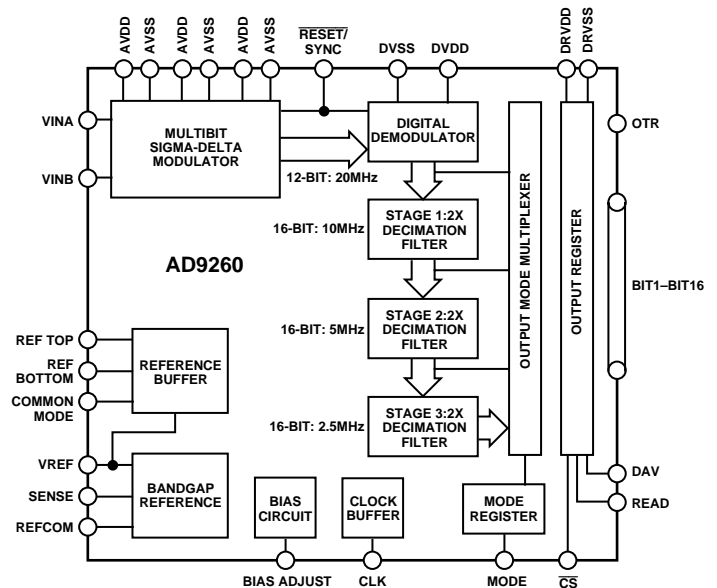 AVDD
AVSS
AVDD
AVSS
AVDD
AVSS
RESET/
SYNC
DVSS
DVDD
DRVDD
DRVSS
VINA
VINB
MULTIBIT
SIGMA-DELTA
MODULATOR
DIGITAL
DEMODULATOR
12-BIT: 20MHz
OTR
16-BIT: 10MHz
STAGE 1:2X
DECIMATION
FILTER
AD9260
OUTPUT MODE MULTIPLEXER
OUTPUT REGISTER
BIT1–BIT16
16-BIT: 5MHz
STAGE 2:2X
DECIMATION
FILTER
REF TOP
REF
BOTTOM
COMMON
MODE
REFERENCE
BUFFER
16-BIT: 2.5MHz
STAGE 3:2X
DECIMATION
FILTER
VREF
SENSE
REFCOM
BANDGAP
REFERENCE
BIAS
CIRCUIT
CLOCK
BUFFER
MODE
REGISTER
DAV
READ
BIAS ADJUST
CLK
MODE
CS